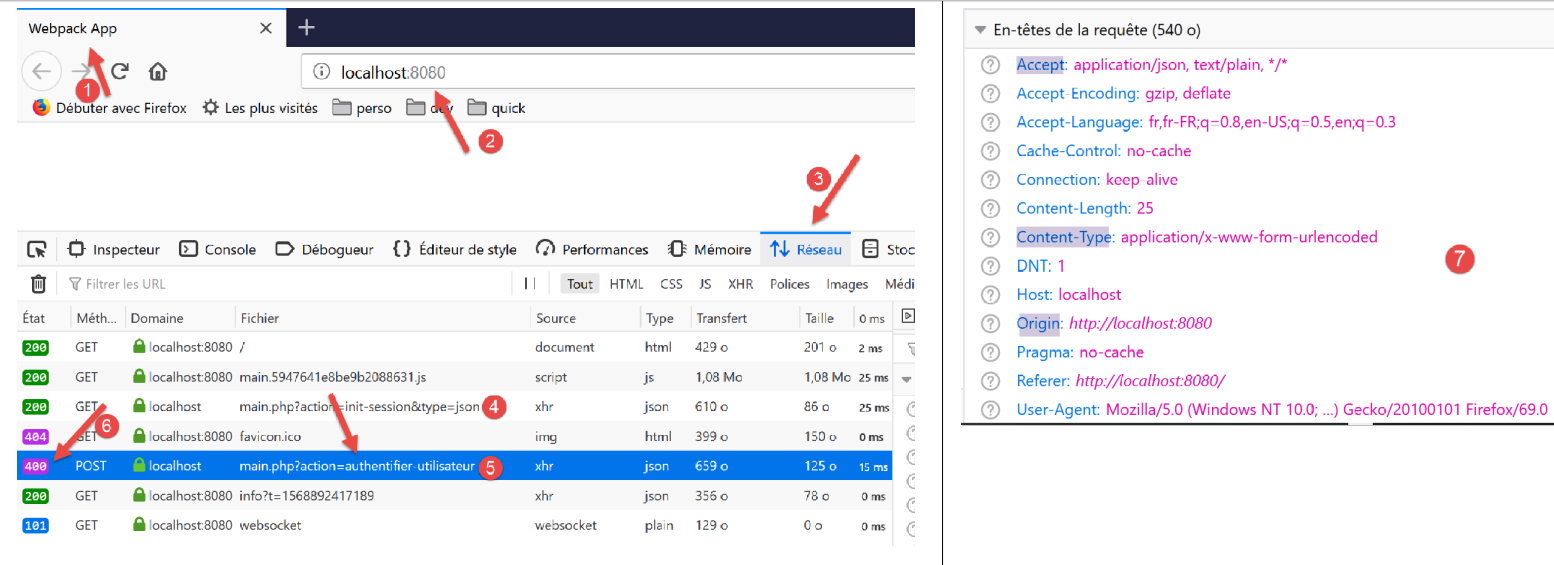 Webpack App
1
localhost:8080
Débuter avec Firefox Les plus visités perso dev quick
2
3
Inspecteur Console Débogueur Éditeur de style Performances Mémoire Réseau Stoc
Filtrer les URL Tout HTML CSS JS XHR Polices Images Médi
État Méth... Domaine Fichier Source Type Transfert Taille 0 ms
200 GET localhost:8080 / document html 429 o 201 o 2 ms
200 GET localhost:8080 main.5947641e8be9b2088631.js script js 1,08 Mo 1,08 Mo 25 ms
200 GET localhost main.php?action=init-session&type=json 4 xhr json 610 o 86 o 25 ms
6
404 GET localhost:8080 favicon.ico img html 399 o 150 o 0 ms
400 POST localhost main.php?action=authentifier-utilisateur 5 xhr json 659 o 125 o 15 ms
200 GET localhost:8080 info?t=1568892417189 xhr json 356 o 78 o 0 ms
101 GET localhost:8080 websocket websocket plain 129 o 0 o 0 ms
En-têtes de la requête (540 o)
Accept: application/json, text/plain, */*
Accept-Encoding: gzip, deflate
Accept-Language: fr,fr-FR;q=0.8,en-US;q=0.5,en;q=0.3
Cache-Control: no-cache
Connection: keep-alive
Content-Length: 25
Content-Type: application/x-www-form-urlencoded
7
DNT: 1
Host: localhost
Origin: http://localhost:8080
Pragma: no-cache
Referer: http://localhost:8080/
User-Agent: Mozilla/5.0 (Windows NT 10.0; ...) Gecko/20100101 Firefox/69.0